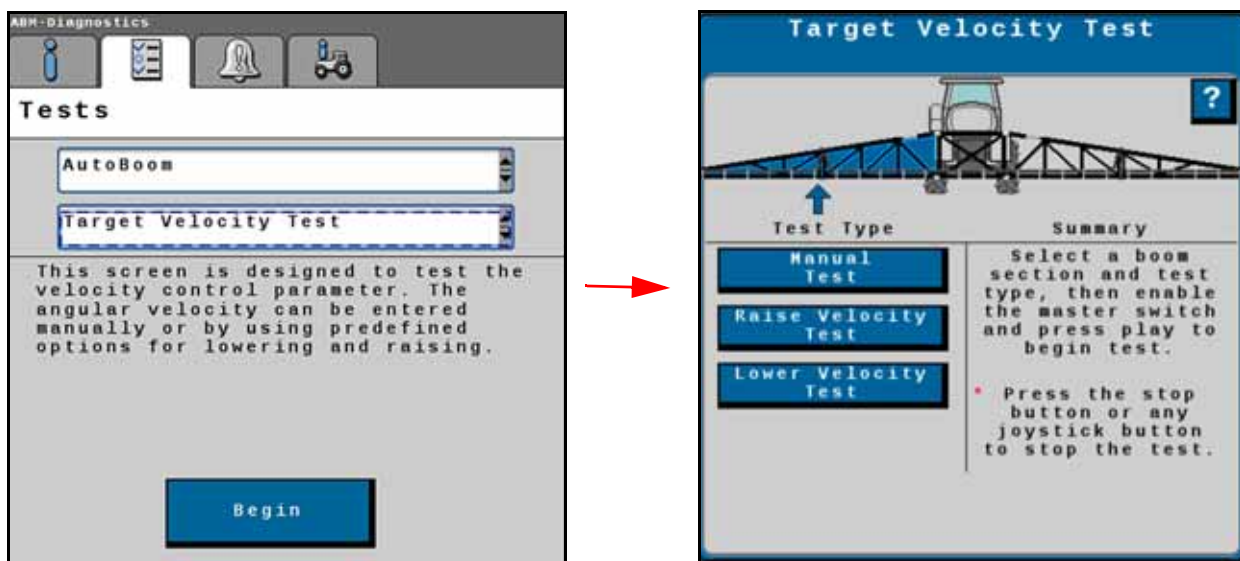 ABM-Diagnostics
Tests
AutoBoom
Target Velocity Test
This screen is designed to test the
velocity control parameter. The
angular velocity can be entered
manually or by using predefined
options for lowering and raising.
Begin
Target Velocity Test
?
Test Type
Manual
Test
Raise Velocity
Test
Lower Velocity
Test
Summary
Select a boom
section and test
type, then enable
the master switch
and press play to
begin test.
* Press the stop
button or any
joystick button
to stop the test.